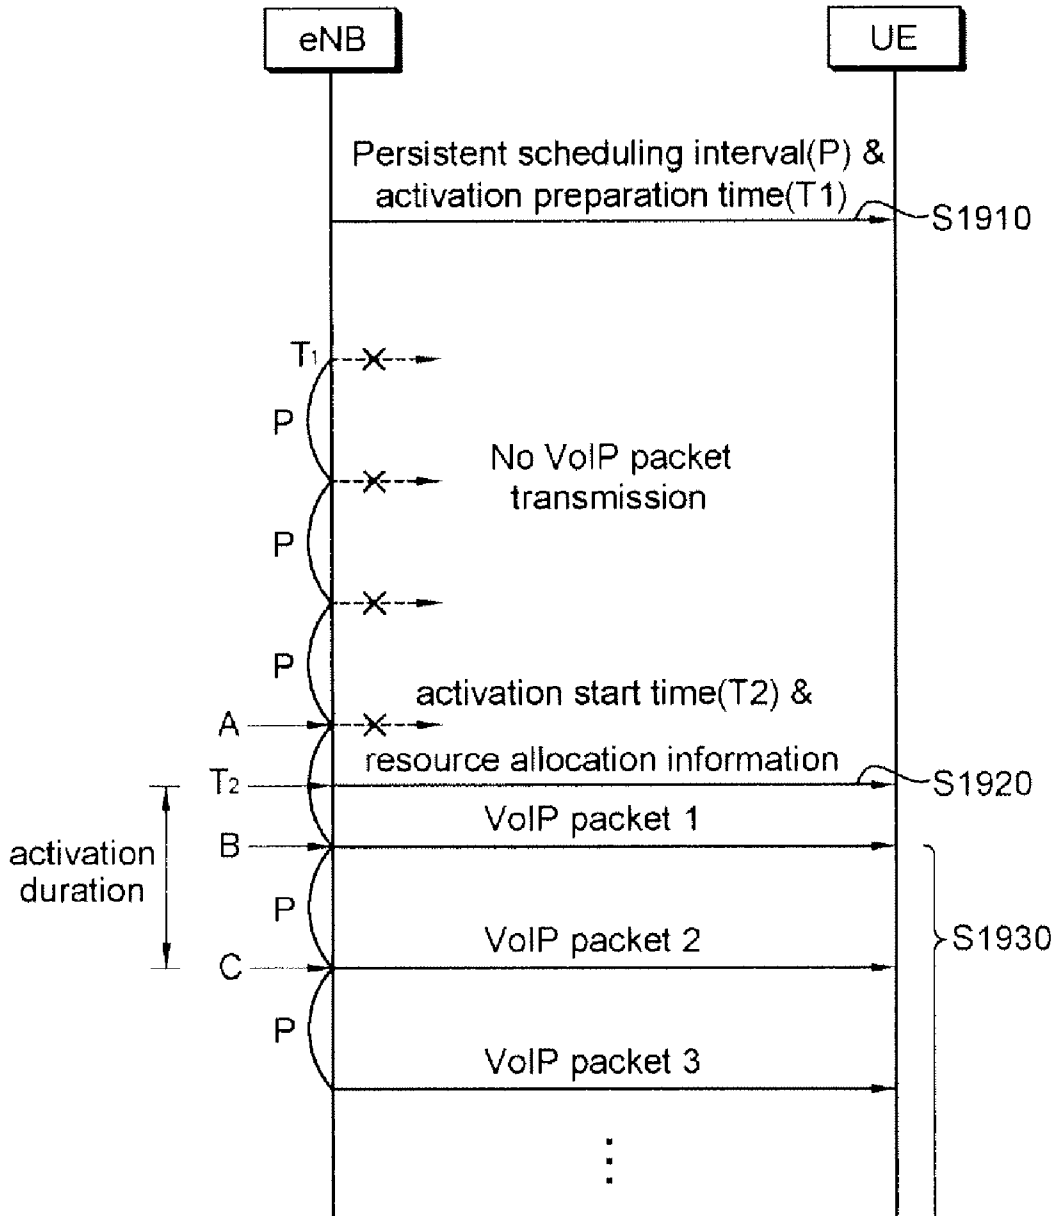 eNB
UE
Persistent scheduling interval(P) &
activation preparation time(T1)
S1910
T1
P
No VoIP packet
transmission
P
P
activation start time(T2) &
A
resource allocation information
T2
S1920
VoIP packet 1
B
activation
duration
P
VoIP packet 2
S1930
C
P
VoIP packet 3